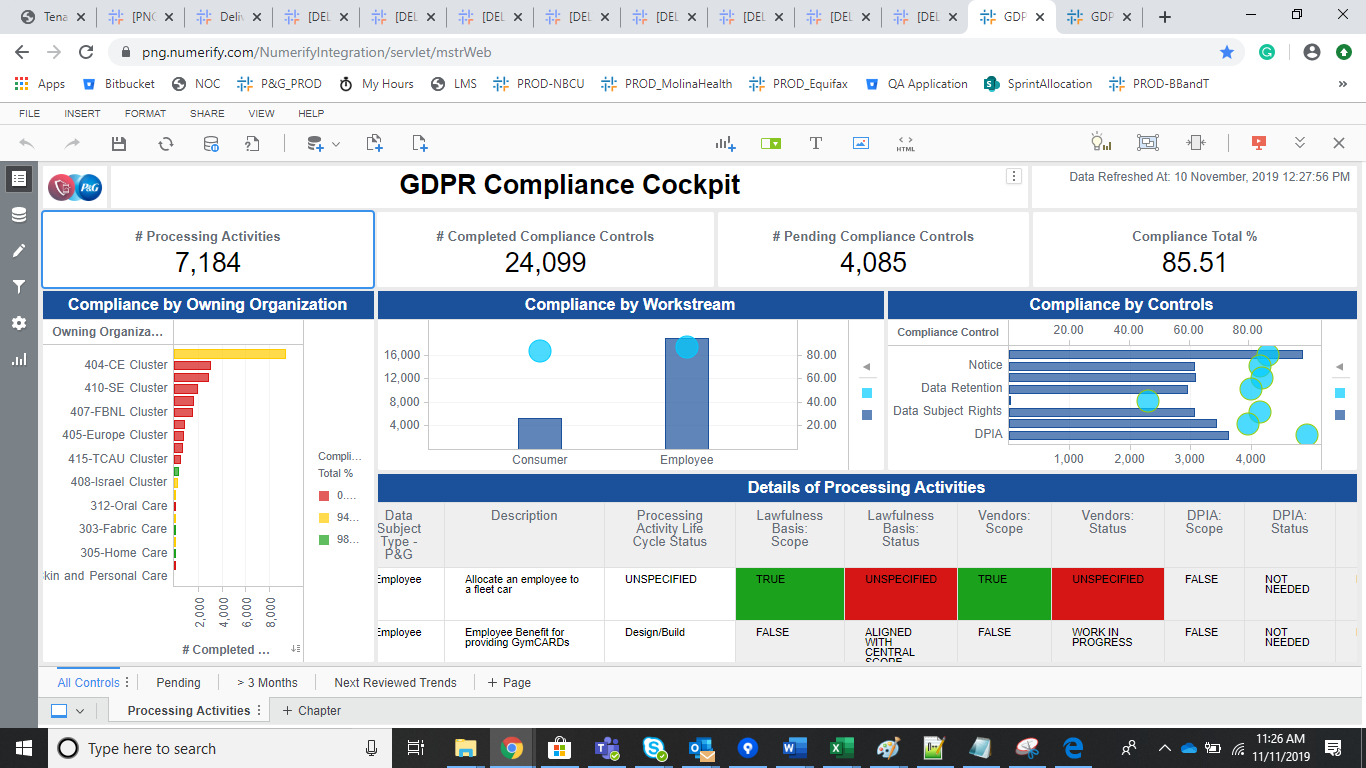 Tena
[PNC
Deliv
[DEL
[DEL
[DEL
[DEL
[DEL
[DEL
[DEL
[DEL
GDP
GDP
png.numerify.com/NumerifyIntegration/servlet/mstrWeb
Apps Bitbucket NOC P&G_PROD My Hours LMS PROD-NBCU PROD_MolinaHealth PROD_Equifax QA Application SprintAllocation PROD-BBandT »
FILE INSERT FORMAT SHARE VIEW HELP
HTML
P&G
GDPR Compliance Cockpit
Data Refreshed At: 10 November, 2019 12:27:56 PM
# Processing Activities
7,184
# Completed Compliance Controls
24,099
# Pending Compliance Controls
4,085
Compliance Total %
85.51
Compliance by Owning Organization
Owning Organiza...
404-CE Cluster
410-SE Cluster
407-FBNL Cluster
405-Europe Cluster
415-TCAU Cluster
408-Israel Cluster
312-Oral Care
303-Fabric Care
305-Home Care
kin and Personal Care
2,000
4,000
6,000
8,000
# Completed ...
Compli...
Total %
0....
94...
98...
Compliance by Workstream
16,000
12,000
8,000
4,000
80.00
60.00
40.00
20.00
Consumer
Employee
Compliance by Controls
Compliance Control
20.00 40.00 60.00 80.00
Notice
Data Retention
Data Subject Rights
DPIA
1,000 2,000 3,000 4,000
Details of Processing Activities
Data
Subject
Type -
P&G
Description
Processing
Activity Life
Cycle Status
Lawfulness
Basis:
Scope
Lawfulness
Basis:
Status
Vendors:
Scope
Vendors:
Status
DPIA:
Scope
DPIA:
Status
Employee
Allocate an employee to
a fleet car
UNSPECIFIED
TRUE
UNSPECIFIED
TRUE
UNSPECIFIED
FALSE
NOT
NEEDED
Employee
Employee Benefit for
providing GymCARDs
Design/Build
FALSE
ALIGNED
WITH
CENTRAL
SCOPE
FALSE
WORK IN
PROGRESS
FALSE
NOT
NEEDED
All Controls Pending > 3 Months Next Reviewed Trends + Page
Processing Activities + Chapter
Type here to search
11:26 AM
11/11/2019